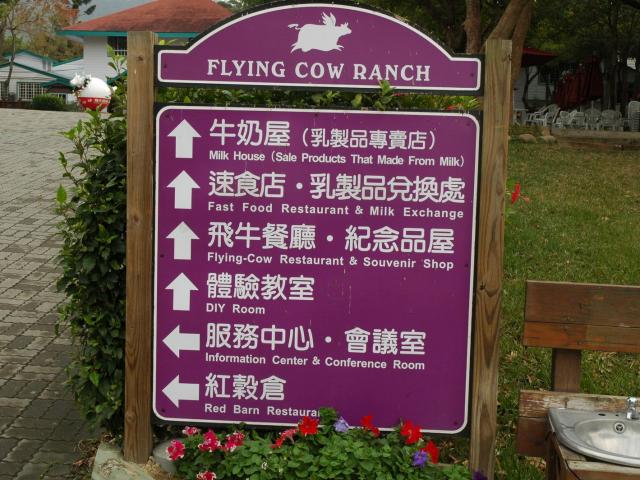 FLYING COW RANCH
牛奶屋（乳製品專賣店）
Milk House (Sale Products That Made From Milk)
速食店・乳製品兌換處
Fast Food Restaurant & Milk Exchange
飛牛餐廳・紀念品屋
Flying-Cow Restaurant & Souvenir Shop
體驗教室
DIY Room
服務中心・會議室
Information Center & Conference Room
紅穀倉
Red Barn Restaurant